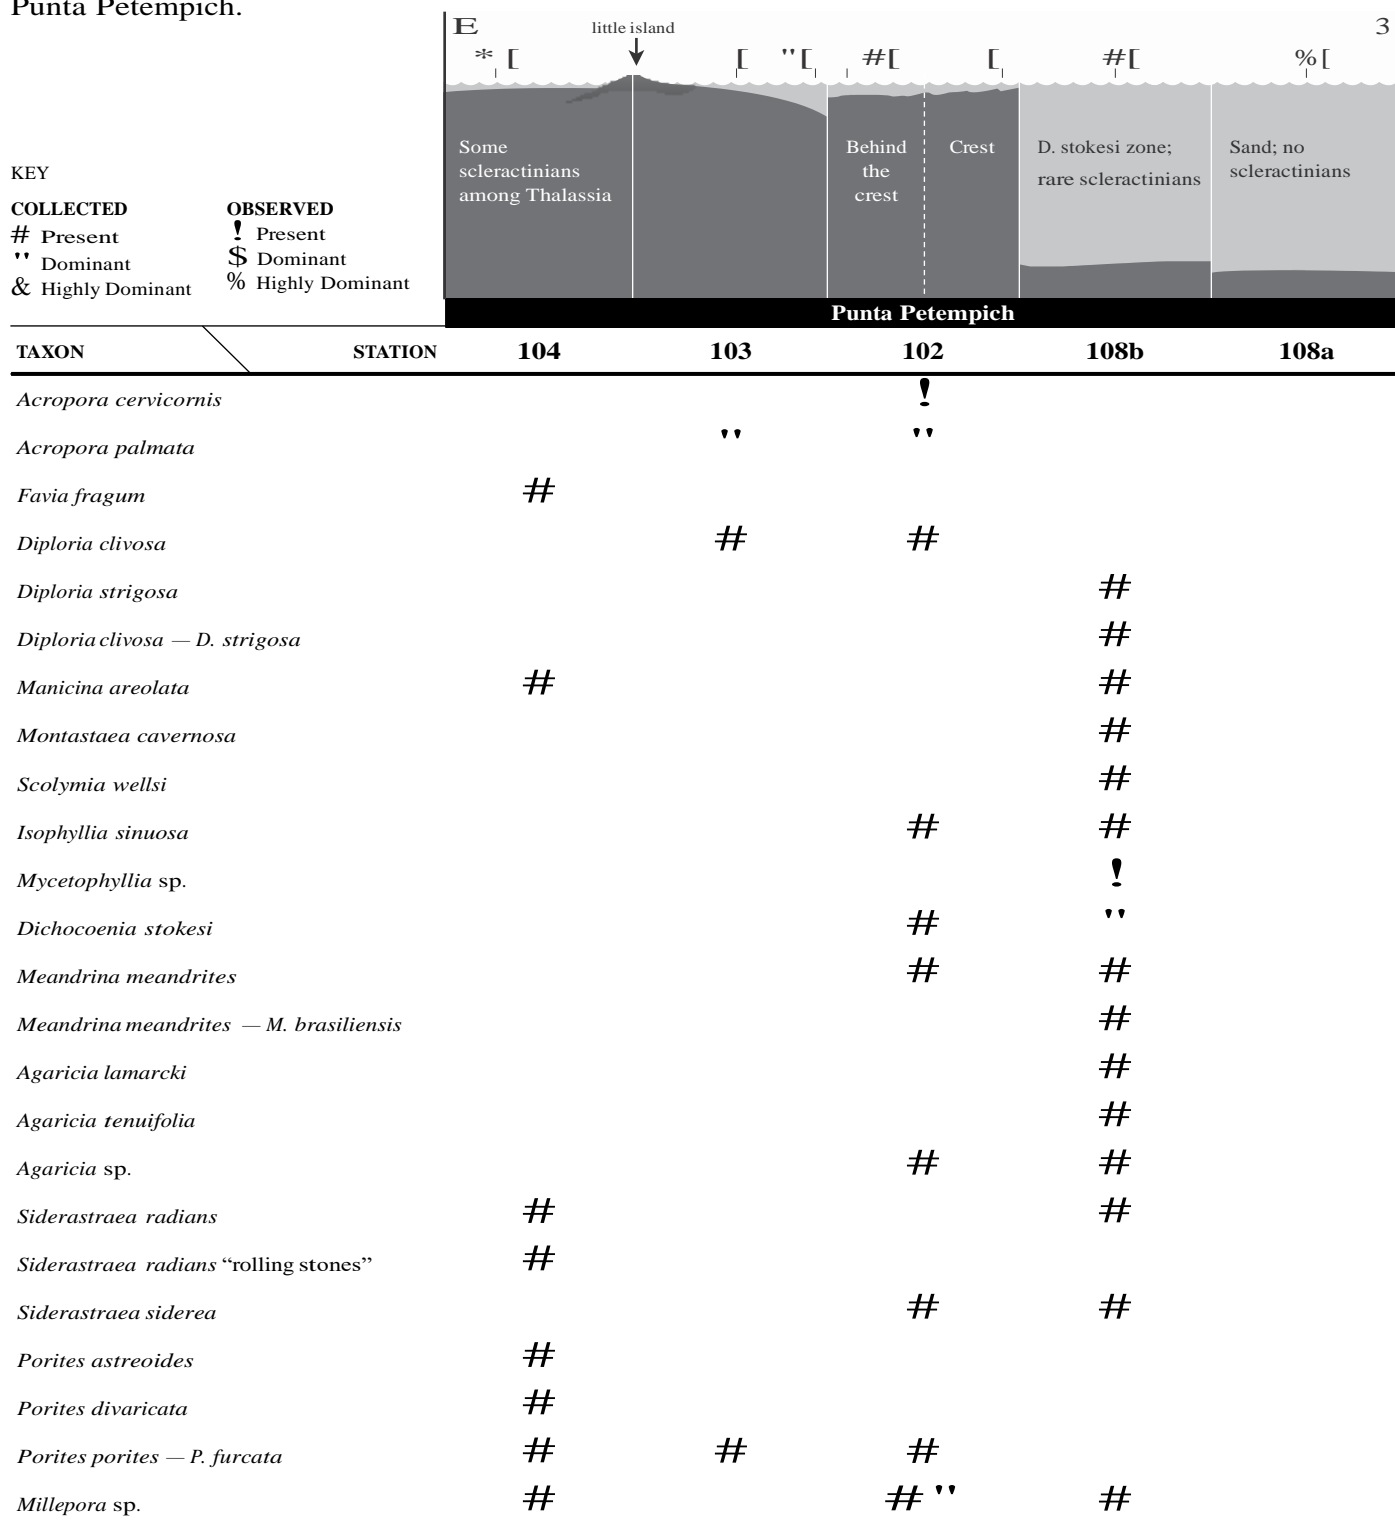 Punta Petempich.
E little island 3
* [ [ "[ #[ [ #[ %[
Some
scleractinians
among Thalassia
Behind
the
crest
Crest
D. stokesi zone;
rare scleractinians
Sand; no
scleractinians
KEY
COLLECTED OBSERVED
# Present ! Present
" Dominant $ Dominant
& Highly Dominant % Highly Dominant
Punta Petempich
TAXON STATION 104 103 102 108b 108a
Acropora cervicornis !
Acropora palmata " "
Favia fragum #
Diploria clivosa # #
Diploria strigosa #
Diploria clivosa — D. strigosa #
Manicina areolata # #
Montastaea cavernosa #
Scolymia wellsi #
Isophyllia sinuosa # #
Mycetophyllia sp. !
Dichocoenia stokesi # "
Meandrina meandrites # #
Meandrina meandrites — M. brasiliensis #
Agaricia lamarcki #
Agaricia tenuifolia #
Agaricia sp. # #
Siderastraea radians # #
Siderastraea radians “rolling stones” #
Siderastraea siderea # #
Porites astreoides #
Porites divaricata #
Porites porites — P. furcata # # #
Millepora sp. # # " #